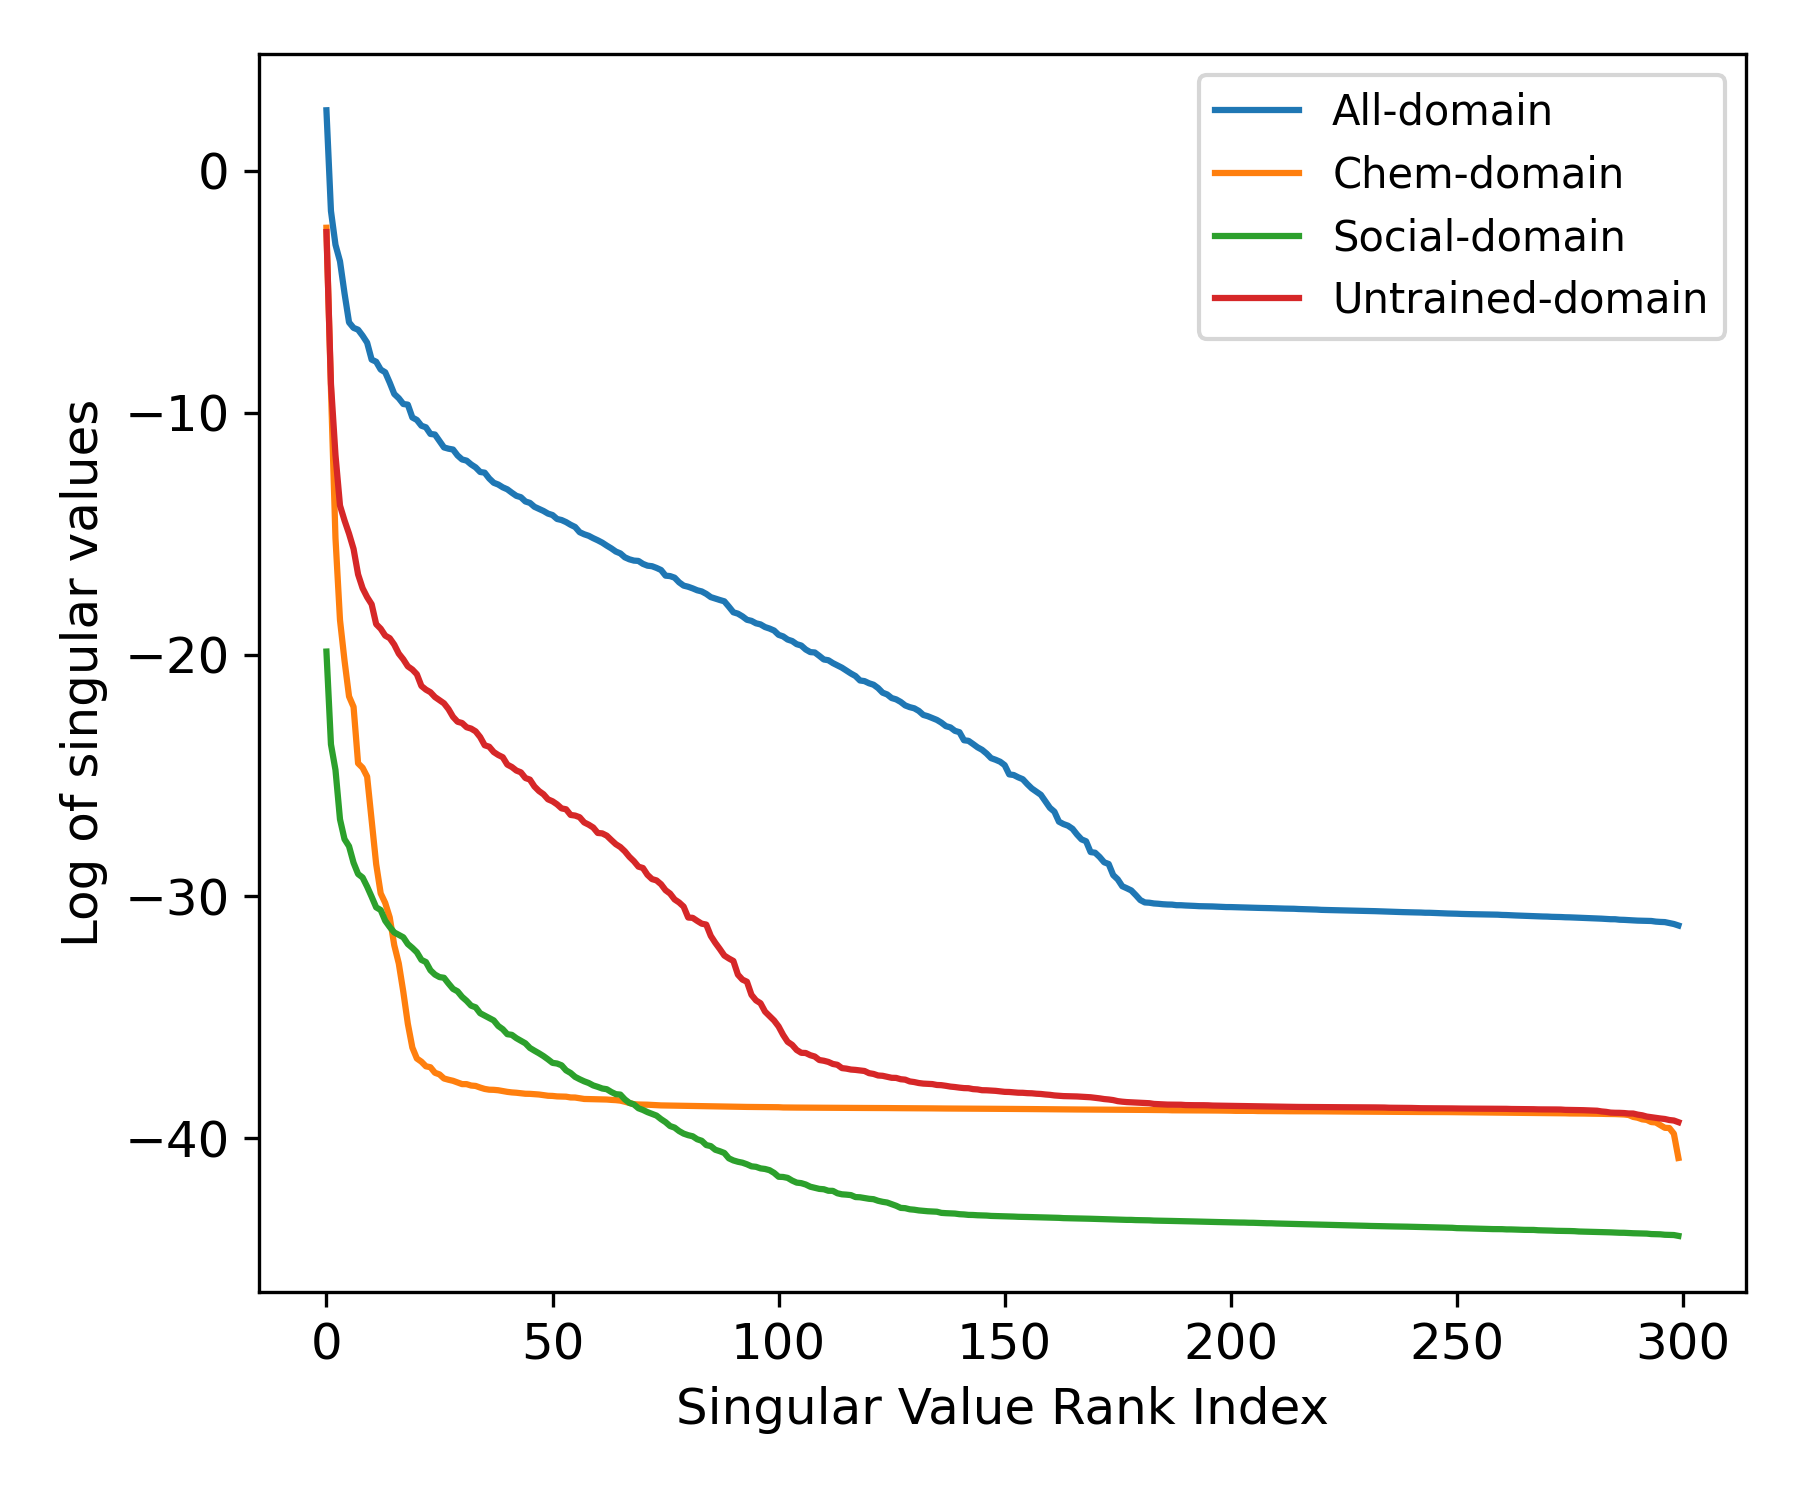 All-domain
Chem-domain
Social-domain
Untrained-domain
Log of singular values
0
−10
−20
−30
−40
0 50 100 150 200 250 300
Singular Value Rank Index